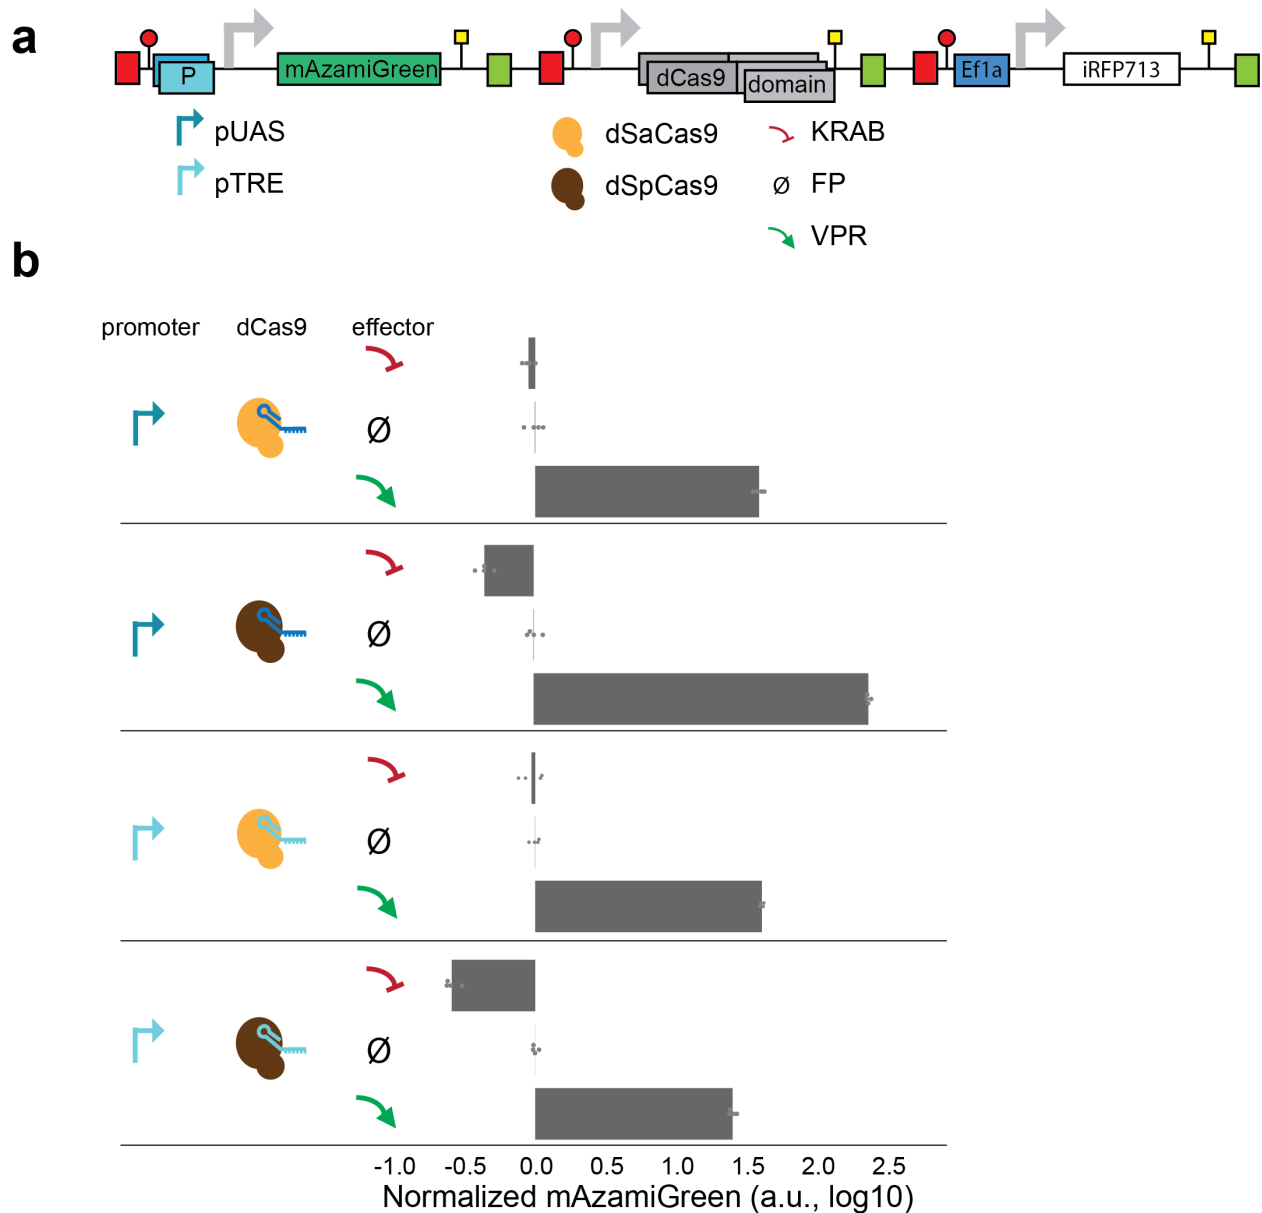 a
P mAzamiGreen dCas9 domain Ef1a iRFP713
pUAS dSaCas9 KRAB
pTRE dSpCas9 Ø FP
VPR
b
promoter dCas9 effector
Ø
Ø
Ø
Ø
-1.0 -0.5 0.0 0.5 1.0 1.5 2.0 2.5
Normalized mAzamiGreen (a.u., log10)